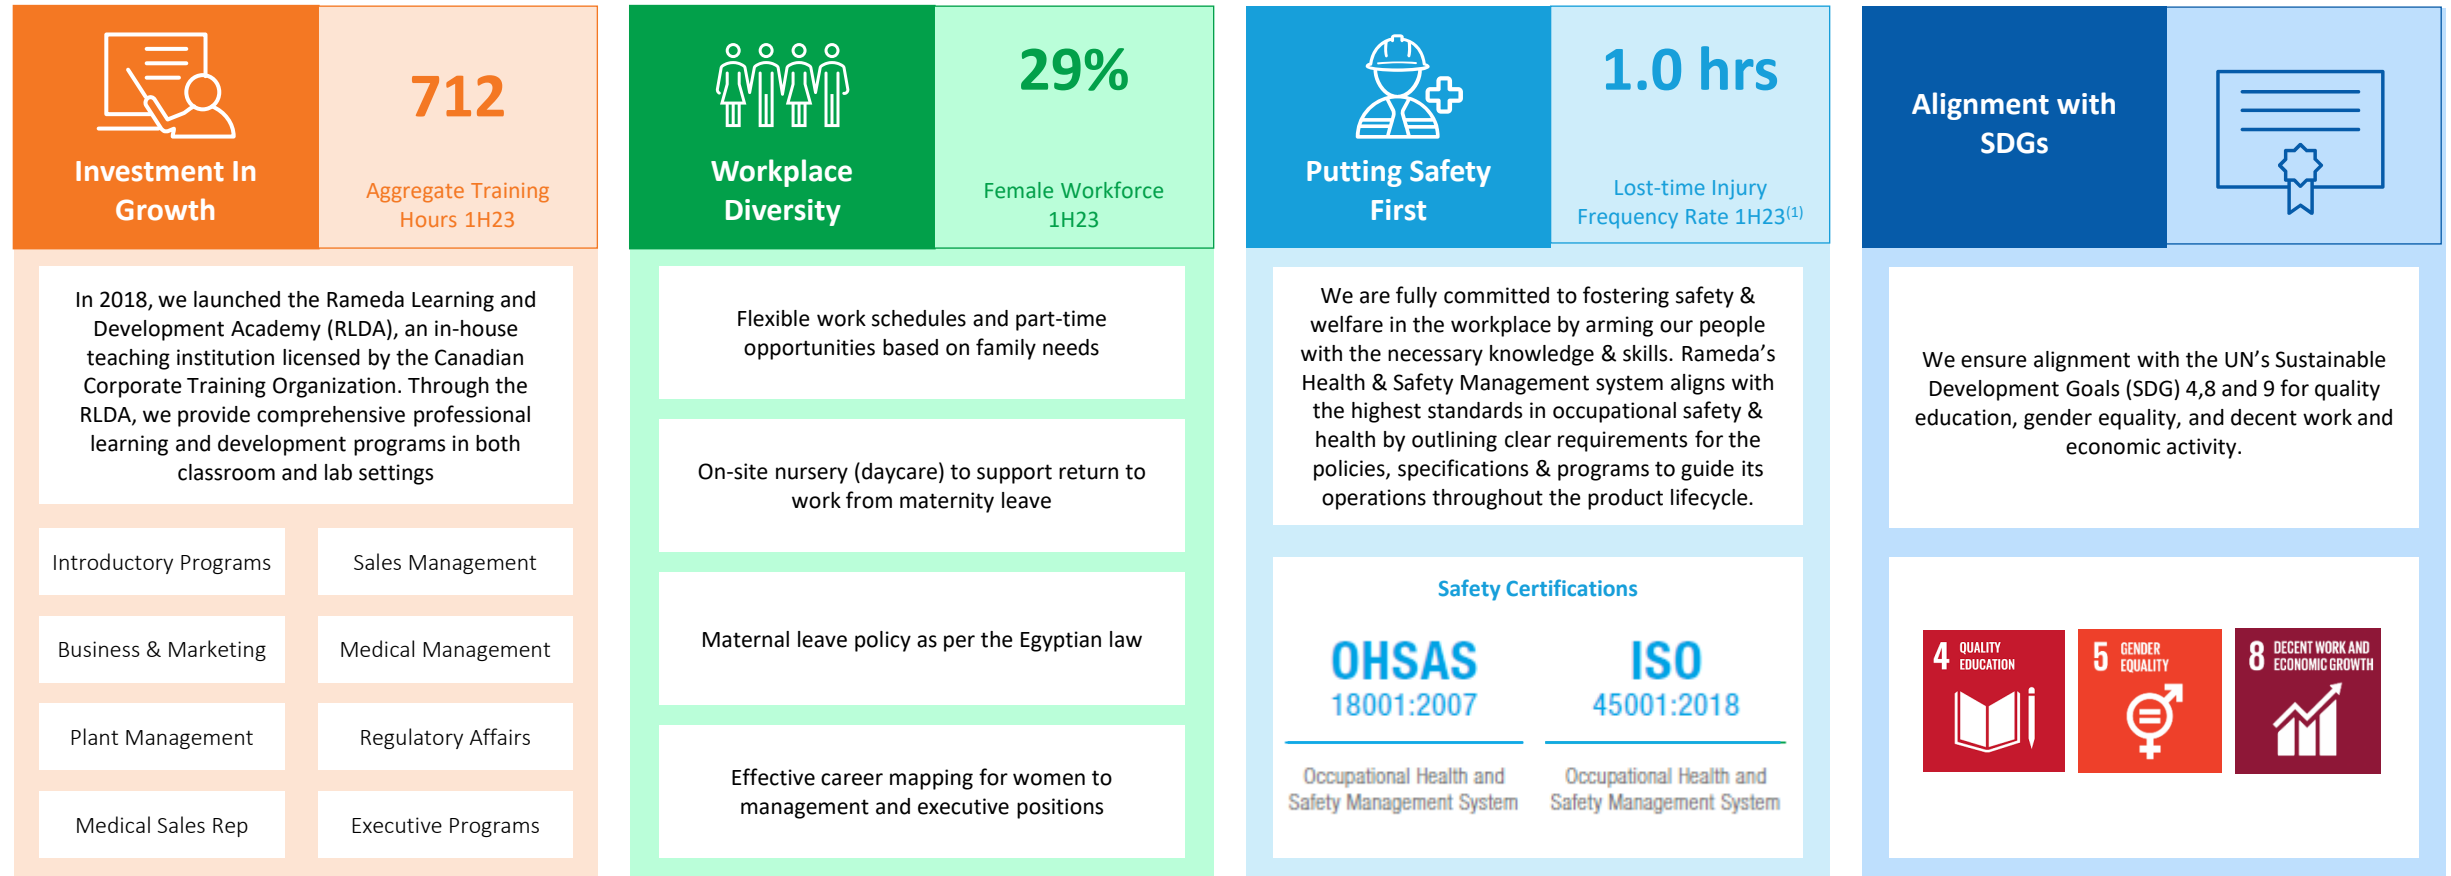 Investment In
Growth
712
Aggregate Training
Hours 1H23
In 2018, we launched the Rameda Learning and
Development Academy (RLDA), an in-house
teaching institution licensed by the Canadian
Corporate Training Organization. Through the
RLDA, we provide comprehensive professional
learning and development programs in both
classroom and lab settings
Introductory Programs
Sales Management
Business & Marketing
Medical Management
Plant Management
Regulatory Affairs
Medical Sales Rep
Executive Programs
Workplace
Diversity
29%
Female Workforce
1H23
Flexible work schedules and part-time
opportunities based on family needs
On-site nursery (daycare) to support return to
work from maternity leave
Maternal leave policy as per the Egyptian law
Effective career mapping for women to
management and executive positions
Putting Safety
First
1.0 hrs
Lost-time Injury
Frequency Rate 1H23(1)
We are fully committed to fostering safety &
welfare in the workplace by arming our people
with the necessary knowledge & skills. Rameda’s
Health & Safety Management system aligns with
the highest standards in occupational safety &
health by outlining clear requirements for the
policies, specifications & programs to guide its
operations throughout the product lifecycle.
Safety Certifications
OHSAS
18001:2007
Occupational Health and
Safety Management System
ISO
45001:2018
Occupational Health and
Safety Management System
Alignment with
SDGs
We ensure alignment with the UN’s Sustainable
Development Goals (SDG) 4,8 and 9 for quality
education, gender equality, and decent work and
economic activity.
4 QUALITY
EDUCATION
5 GENDER
EQUALITY
8 DECENT WORK AND
ECONOMIC GROWTH